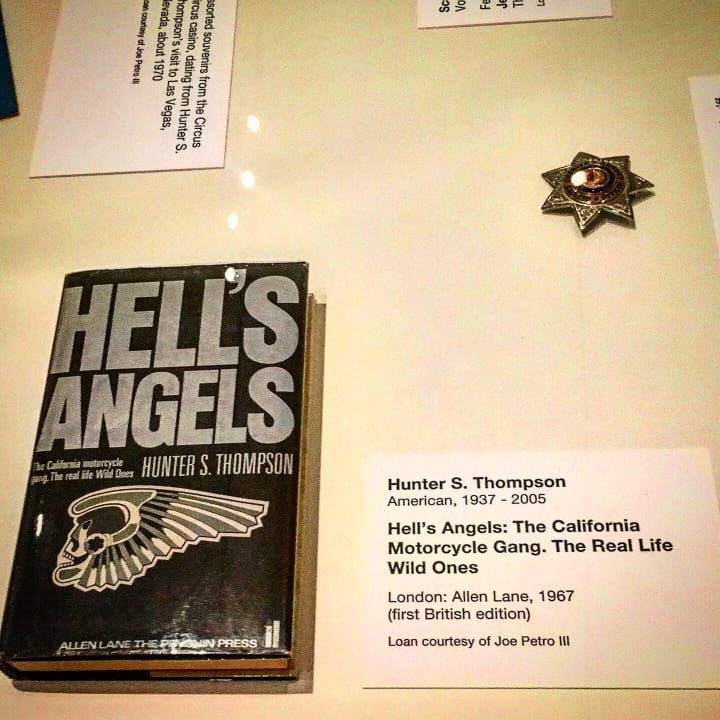 ssorted souvenirs from the Circus
ircus casino, dating from Hunter S.
hompson's visit to Las Vegas,
evada, about 1970
oan courtesy of Joe Petro III
HELL'S
ANGELS
The California motorcycle
gang. The real life Wild Ones
HUNTER S. THOMPSON
ALLEN LANE THE PENGUIN PRESS
Hunter S. Thompson
American, 1937 - 2005
Hell's Angels: The California
Motorcycle Gang. The Real Life
Wild Ones
London: Allen Lane, 1967
(first British edition)
Loan courtesy of Joe Petro III